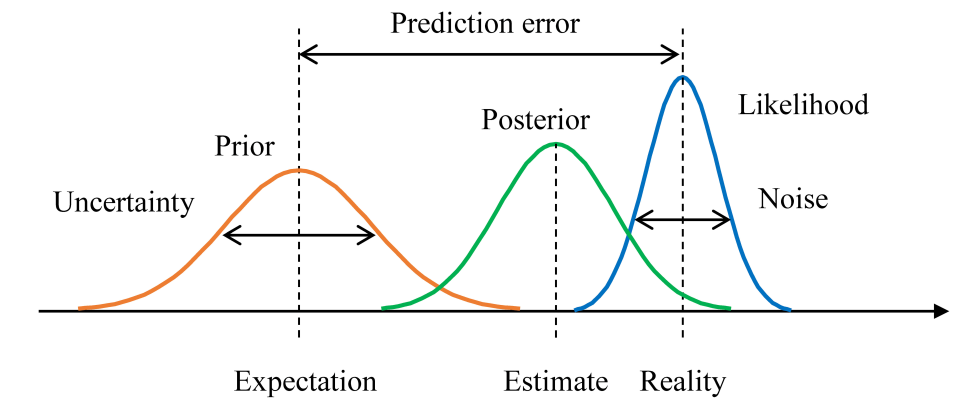 Prediction error
Likelihood
Posterior
Prior
Uncertainty
Noise
Expectation
Estimate
Reality